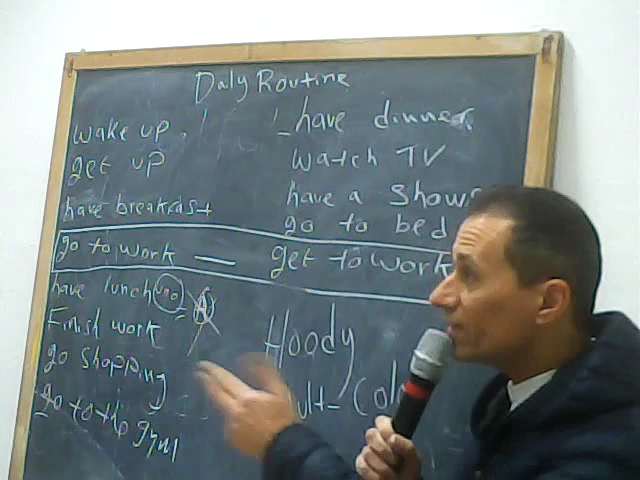 Daly Routine
wake up
get up
have breakfast
go to work — get to work
have lunch
Finish work
go shopping
go to the gym
have dinner
watch TV
have a show
go to bed
Hoody